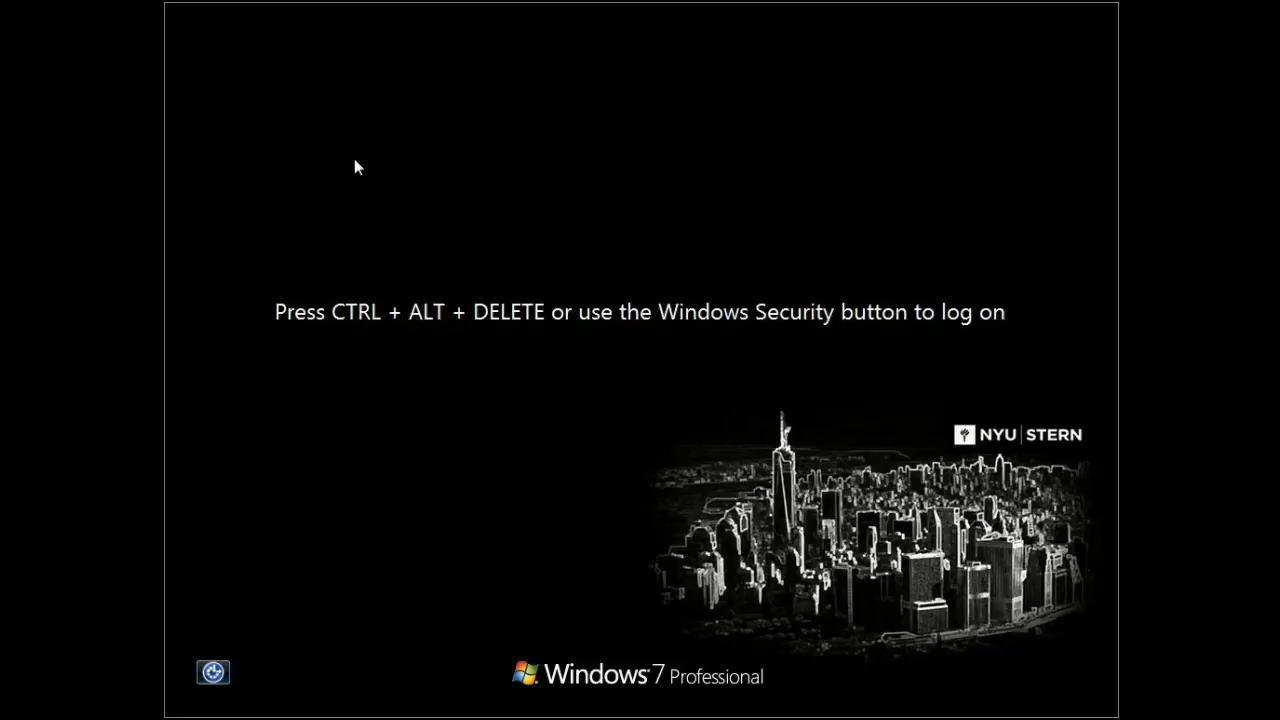 Press CTRL + ALT + DELETE or use the Windows Security button to log on
NYU STERN
Windows 7 Professional